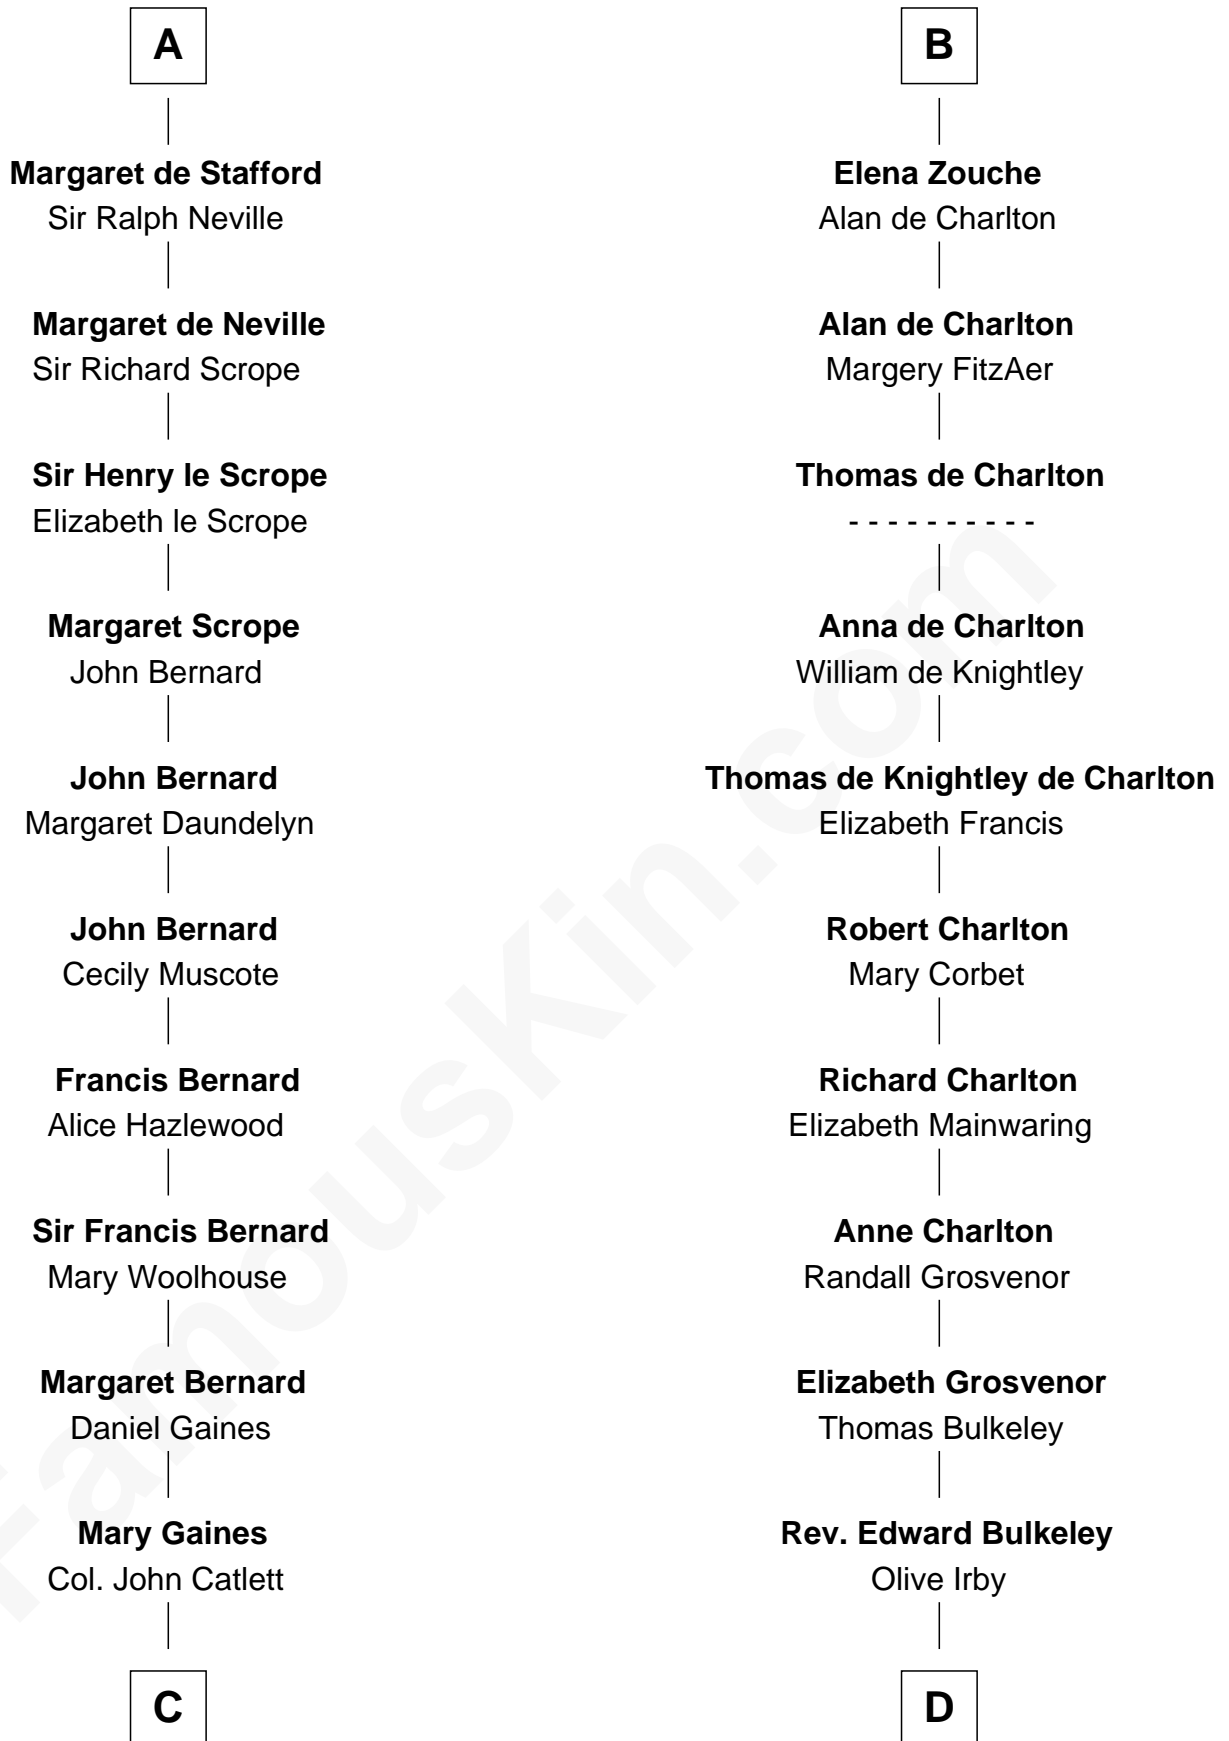 A
Margaret de Stafford
Sir Ralph Neville
Margaret de Neville
Sir Richard Scrope
Sir Henry le Scrope
Elizabeth le Scrope
Margaret Scrope
John Bernard
John Bernard
Margaret Daundelyn
John Bernard
Cecily Muscote
Francis Bernard
Alice Hazlewood
Sir Francis Bernard
Mary Woolhouse
Margaret Bernard
Daniel Gaines
Mary Gaines
Col. John Catlett
C
B
Elena Zouche
Alan de Charlton
Alan de Charlton
Margery FitzAer
Thomas de Charlton
- - - - - - - - - -
Anna de Charlton
William de Knightley
Thomas de Knightley de Charlton
Elizabeth Francis
Robert Charlton
Mary Corbet
Richard Charlton
Elizabeth Mainwaring
Anne Charlton
Randall Grosvenor
Elizabeth Grosvenor
Thomas Bulkeley
Rev. Edward Bulkeley
Olive Irby
D
FamousKin.com